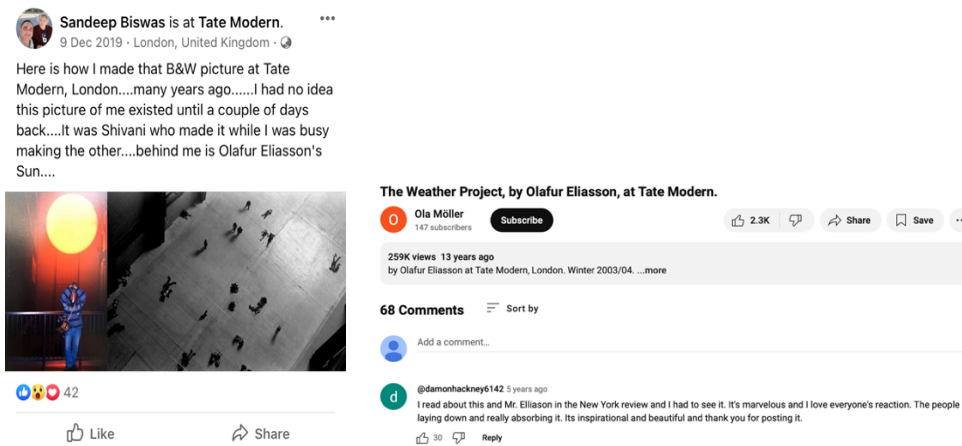 Sandeep Biswas is at Tate Modern.
9 Dec 2019 · London, United Kingdom ·
Here is how I made that B&W picture at Tate
Modern, London....many years ago......I had no idea
this picture of me existed until a couple of days
back....It was Shivani who made it while I was busy
making the other....behind me is Olafur Eliasson's
Sun....
42
Like
Share
The Weather Project, by Olafur Eliasson, at Tate Modern.
O
Ola Möller
147 subscribers
Subscribe
2.3K
Share
Save
259K views 13 years ago
by Olafur Eliasson at Tate Modern, London. Winter 2003/04. ...more
68 Comments
Sort by
Add a comment...
d
@damonhackney6142 5 years ago
I read about this and Mr. Elliason in the New York review and I had to see it. It's marvelous and I love everyone's reaction. The people
laying down and really absorbing it. Its inspirational and beautiful and thank you for posting it.
30
Reply